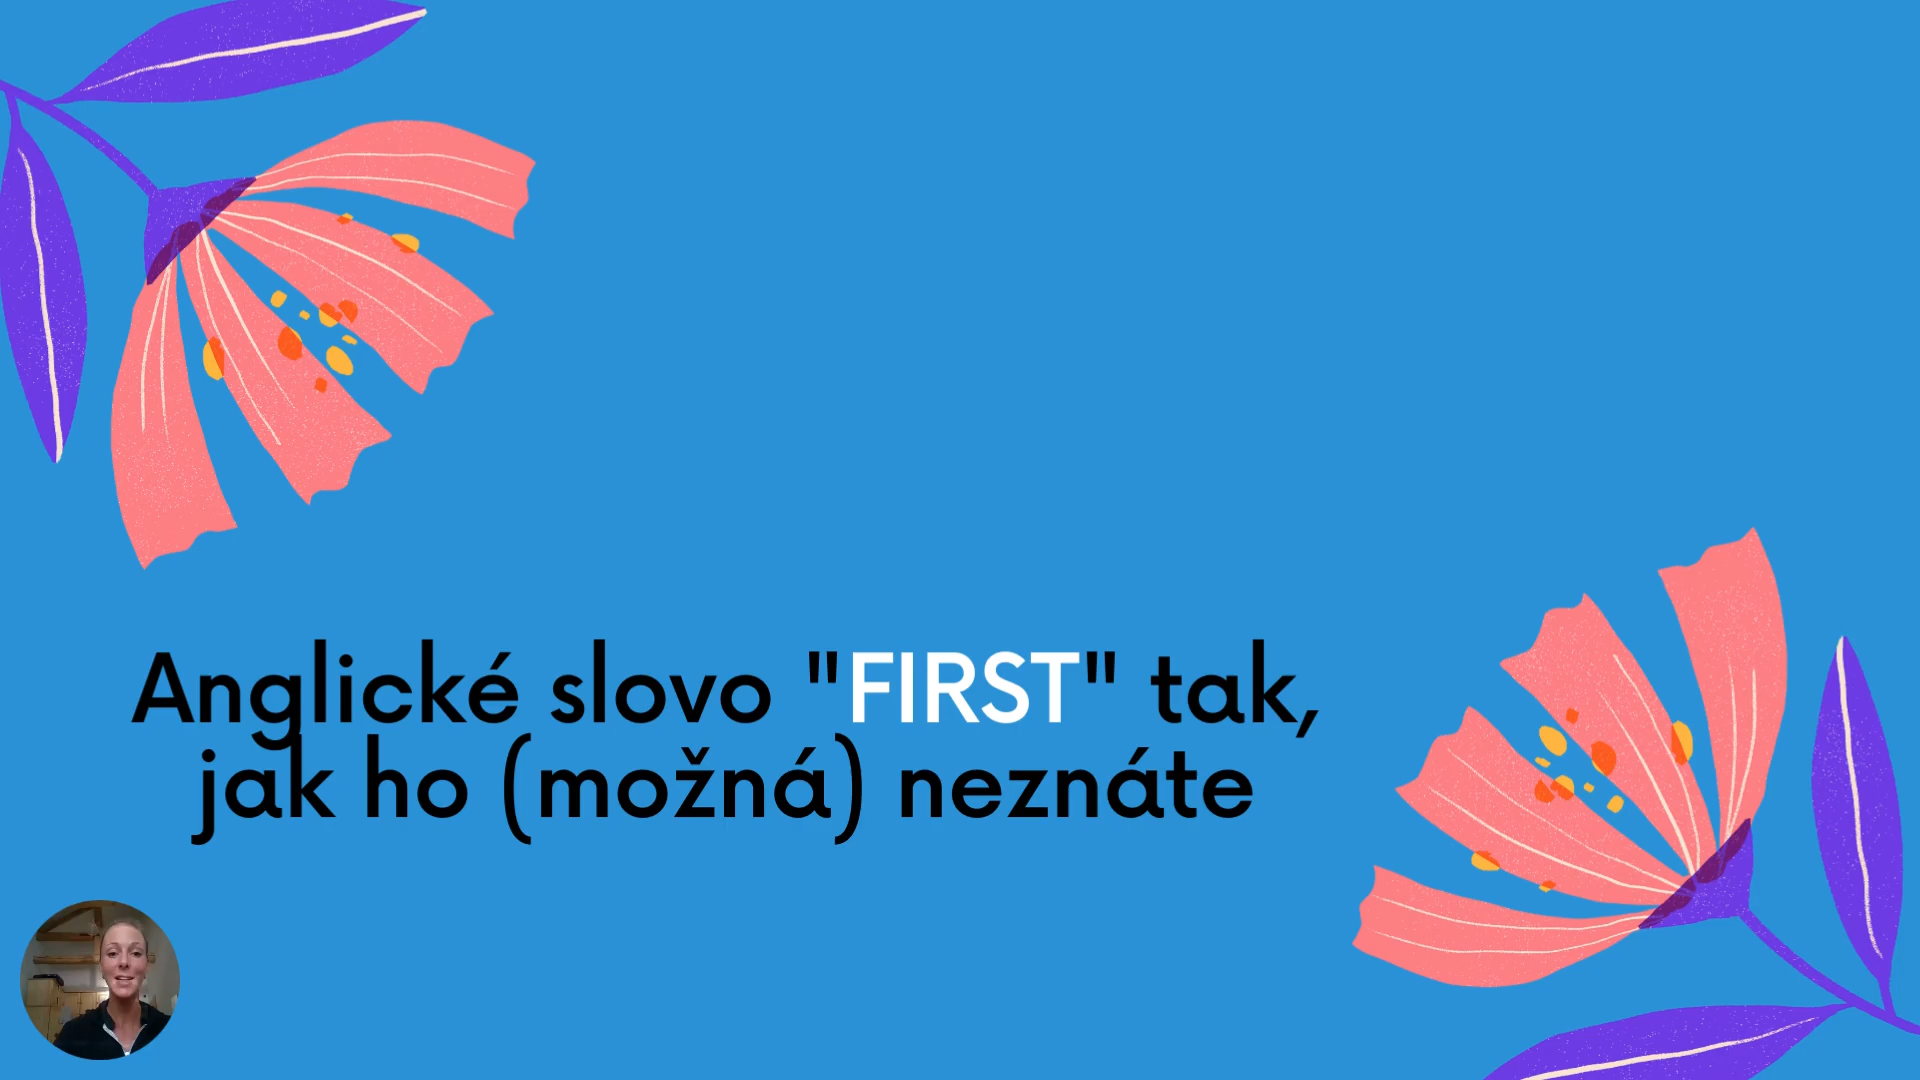 Anglické slovo "FIRST" tak,
jak ho (možná) neznáte